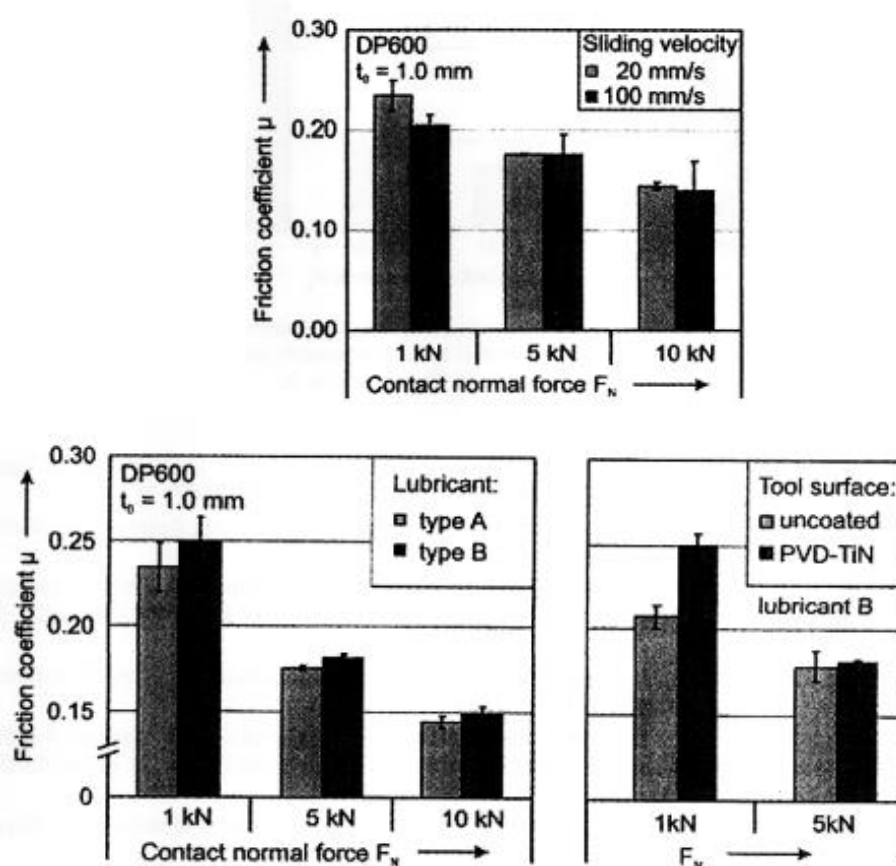 DP600
t₀ = 1.0 mm
Sliding velocity
20 mm/s
100 mm/s
Friction coefficient µ
0.30
0.20
0.10
0.00
1 kN
5 kN
10 kN
Contact normal force F_N
DP600
t₀ = 1.0 mm
Lubricant:
type A
type B
Friction coefficient µ
0.30
0.25
0.20
0.15
0
1 kN
5 kN
10 kN
Contact normal force F_N
Tool surface:
uncoated
PVD-TiN
lubricant B
1kN
5kN